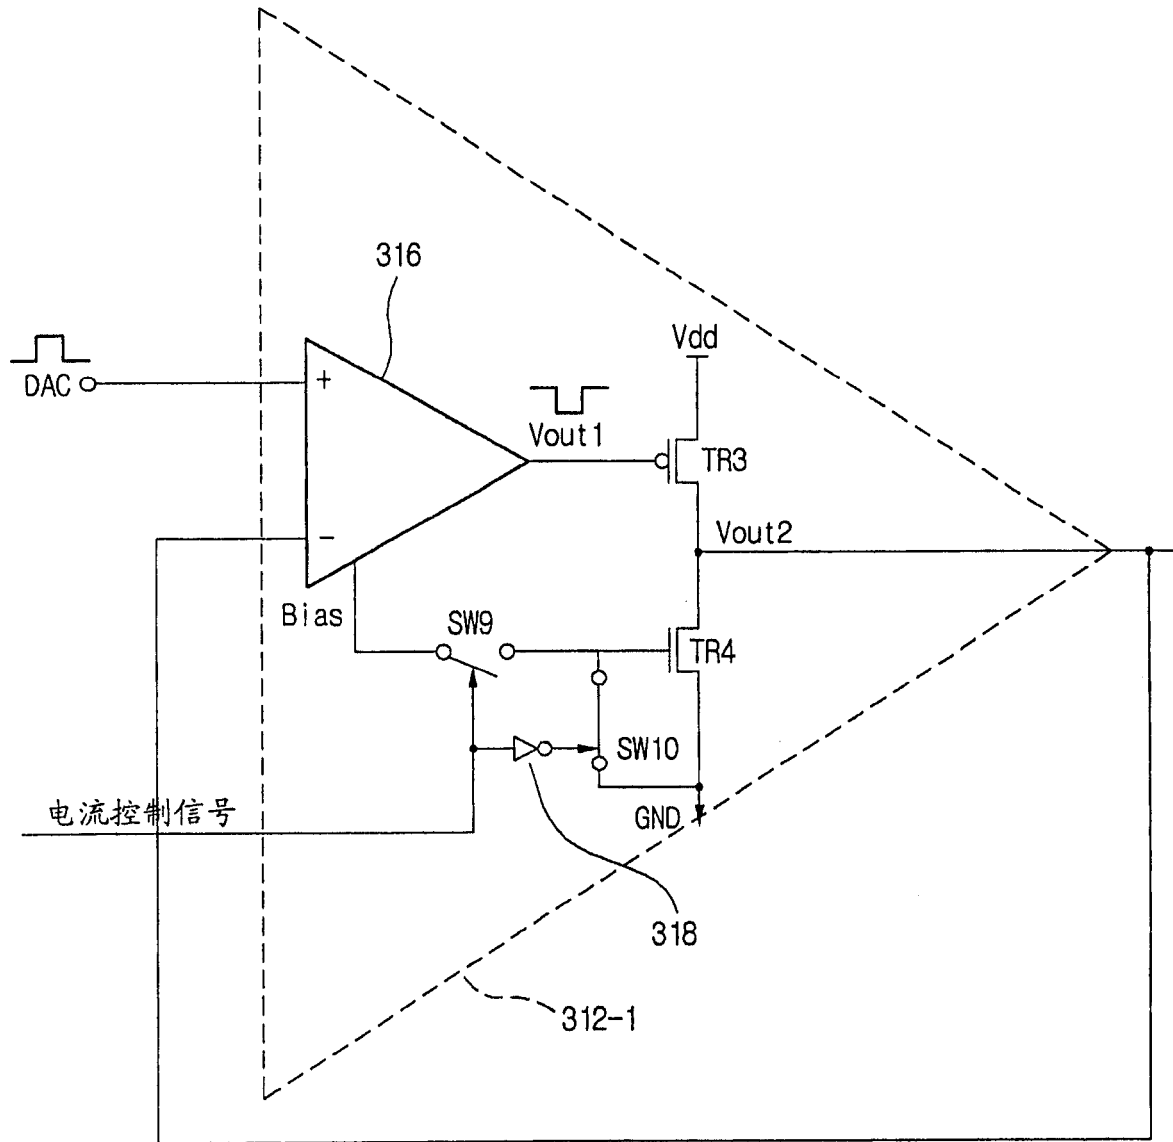 316
Vdd
DAC
+
Vout1
TR3
Vout2
-
Bias
SW9
TR4
SW10
电流控制信号
GND
318
312-1